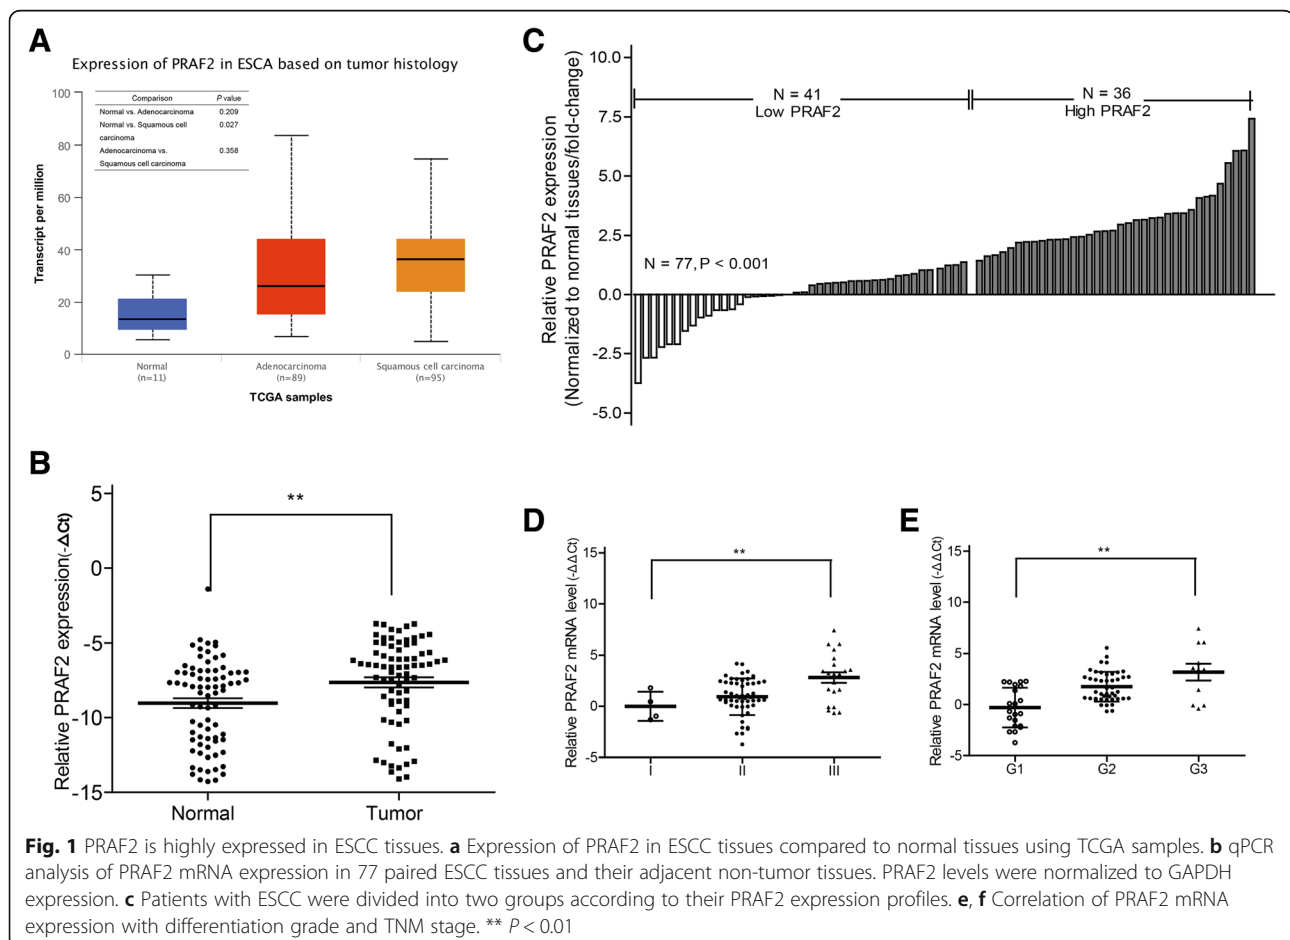 A
Expression of PRAF2 in ESCA based on tumor histology
Transcript per million
100
80
60
40
20
0
Comparison P value
Normal vs. Adenocarcinoma 0.209
Normal vs. Squamous cell 0.027
carcinoma
Adenocarcinoma vs. 0.358
Squamous cell carcinoma
Normal
(n=11)
Adenocarcinoma
(n=89)
Squamous cell carcinoma
(n=95)
TCGA samples
C
Relative PRAF2 expression
(Normalized to normal tissues/fold-change)
10.0
7.5
5.0
2.5
0.0
-2.5
-5.0
N = 41
Low PRAF2
N = 36
High PRAF2
N = 77, P < 0.001
B
Relative PRAF2 expression(-ΔCt)
5
0
-5
-10
-15
**
Normal
Tumor
D
Relative PRAF2 mRNA level (-ΔΔCt)
15
10
5
0
-5
**
I
II
III
E
Relative PRAF2 mRNA level (-ΔΔCt)
15
10
5
0
-5
**
G1
G2
G3
Fig. 1 PRAF2 is highly expressed in ESCC tissues. a Expression of PRAF2 in ESCC tissues compared to normal tissues using TCGA samples. b qPCR
analysis of PRAF2 mRNA expression in 77 paired ESCC tissues and their adjacent non-tumor tissues. PRAF2 levels were normalized to GAPDH
expression. c Patients with ESCC were divided into two groups according to their PRAF2 expression profiles. e, f Correlation of PRAF2 mRNA
expression with differentiation grade and TNM stage. ** P < 0.01